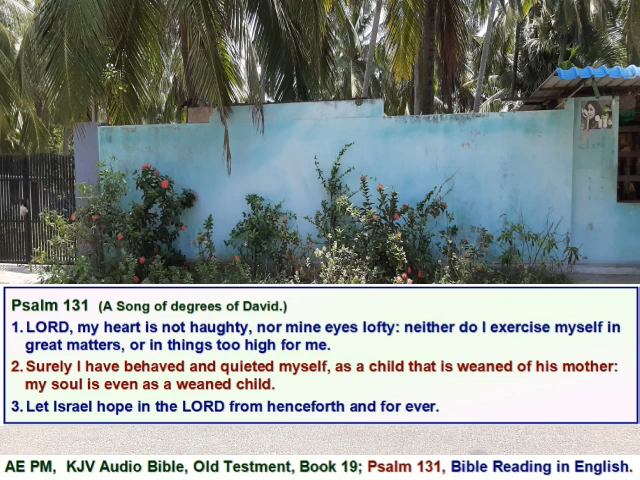 Psalm 131 (A Song of degrees of David.)
1. LORD, my heart is not haughty, nor mine eyes lofty: neither do I exercise myself in
great matters, or in things too high for me.
2. Surely I have behaved and quieted myself, as a child that is weaned of his mother:
my soul is even as a weaned child.
3. Let Israel hope in the LORD from henceforth and for ever.
AE PM, KJV Audio Bible, Old Testment, Book 19; Psalm 131, Bible Reading in English.